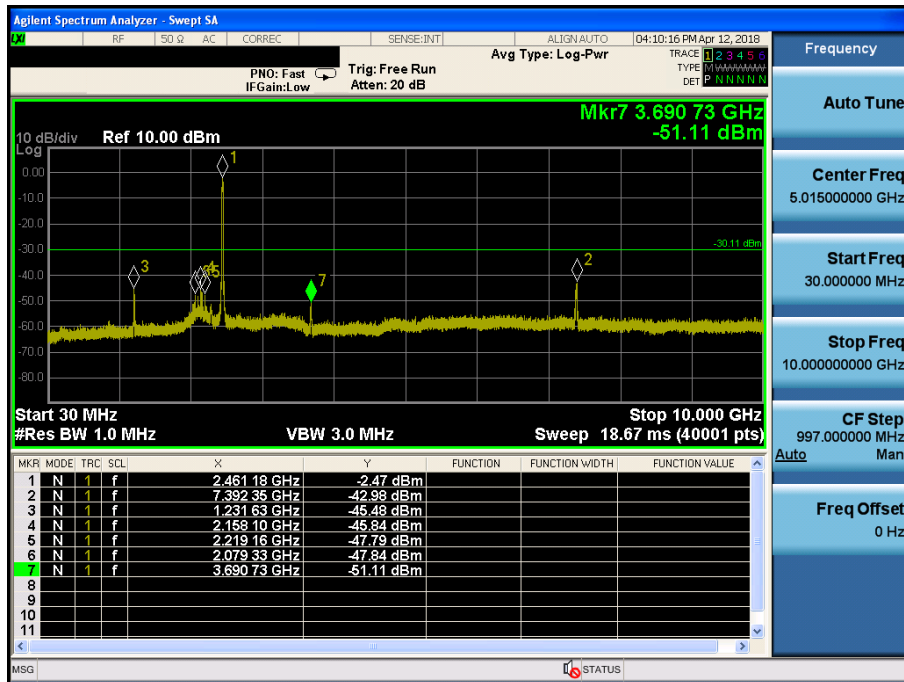 Agilent Spectrum Analyzer - Swept SA
LXI RF 50 Ω AC CORREC SENSE:INT ALIGN AUTO 04:10:16 PM Apr 12, 2018
Frequency
Avg Type: Log-Pwr
TRACE 1 2 3 4 5 6
PNO: Fast Trig: Free Run
TYPE MWWWWW
IFGain:Low Atten: 20 dB
DET P N N N N N
Auto Tune
Mkr7 3.690 73 GHz
-51.11 dBm
10 dB/div Ref 10.00 dBm
Log
0.00
-10.0
-20.0
-30.0
-40.0
-50.0
-60.0
-70.0
-80.0
1
2
3
4
5
7
-30.11 dBm
Center Freq
5.015000000 GHz
Start Freq
30.000000 MHz
Stop Freq
10.000000000 GHz
Start 30 MHz Stop 10.000 GHz
#Res BW 1.0 MHz VBW 3.0 MHz Sweep 18.67 ms (40001 pts)
CF Step
997.000000 MHz
Auto Man
Freq Offset
0 Hz
MKR MODE TRC SCL X Y FUNCTION FUNCTION WIDTH FUNCTION VALUE
1 N 1 f 2.461 18 GHz -2.47 dBm
2 N 1 f 7.392 35 GHz -42.98 dBm
3 N 1 f 1.231 63 GHz -45.48 dBm
4 N 1 f 2.158 10 GHz -45.84 dBm
5 N 1 f 2.219 16 GHz -47.79 dBm
6 N 1 f 2.079 33 GHz -47.84 dBm
7 N 1 f 3.690 73 GHz -51.11 dBm
8
9
10
11
MSG STATUS